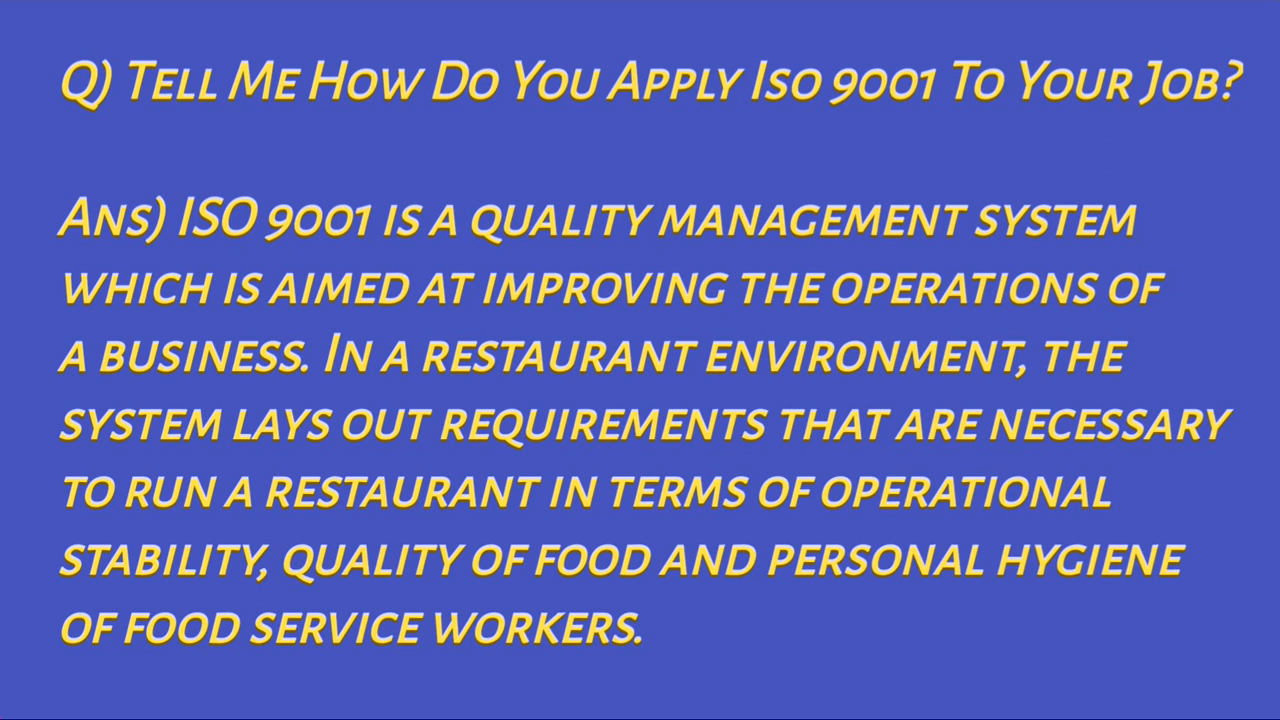 Q) Tell Me How Do You Apply Iso 9001 To Your Job?
Ans) ISO 9001 is a quality management system
which is aimed at improving the operations of
a business. In a restaurant environment, the
system lays out requirements that are necessary
to run a restaurant in terms of operational
stability, quality of food and personal hygiene
of food service workers.